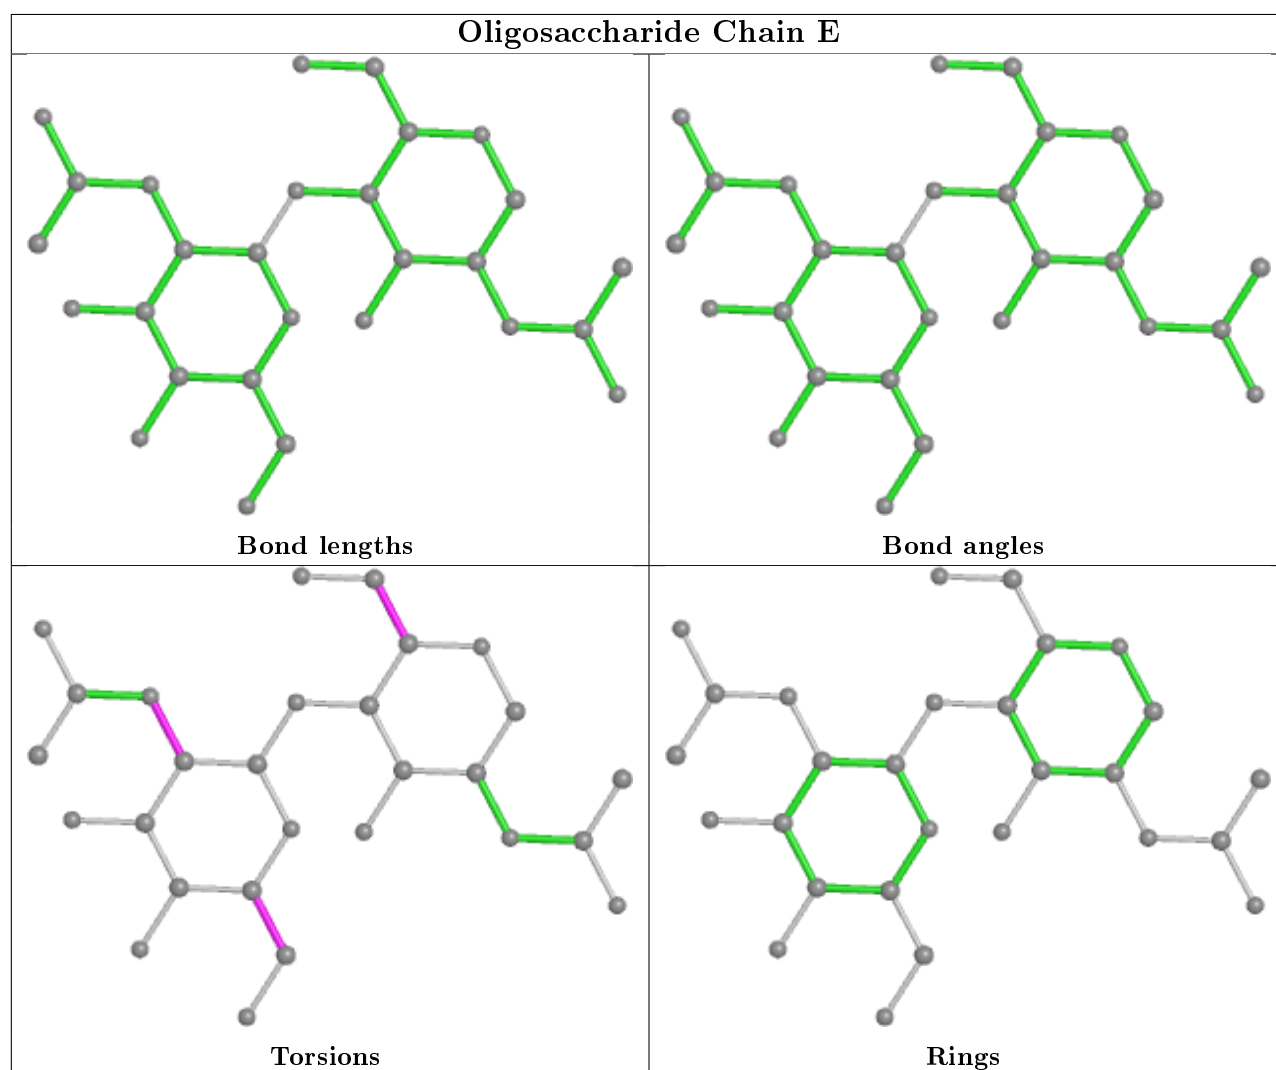 Oligosaccharide Chain E
Bond lengths
Bond angles
Torsions
Rings